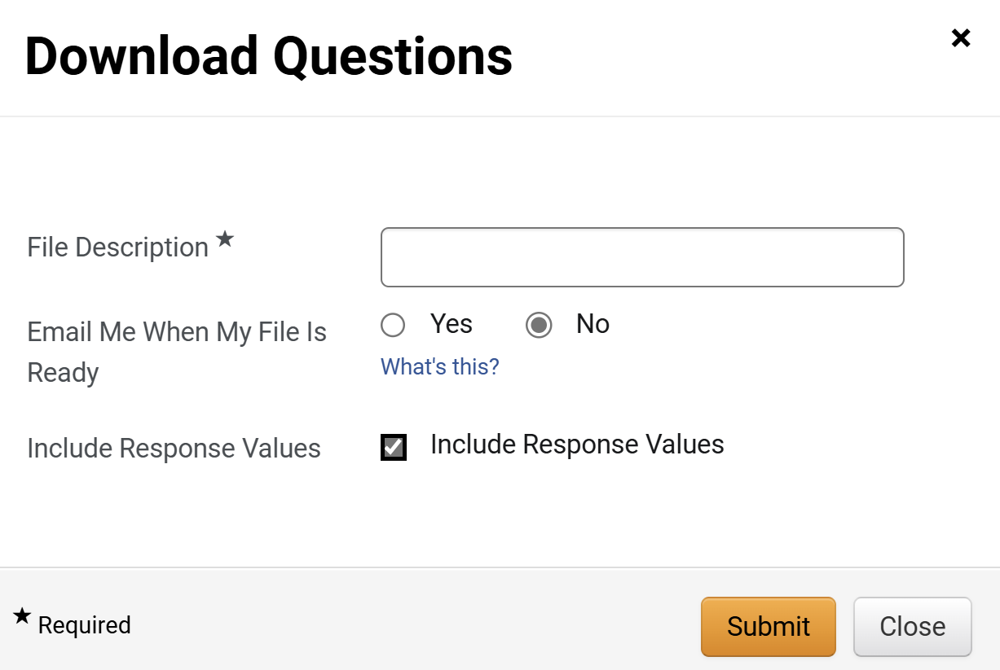 Download Questions
File Description ★
Email Me When My File Is
Ready
Yes No
What's this?
Include Response Values
Include Response Values
★ Required
Submit
Close